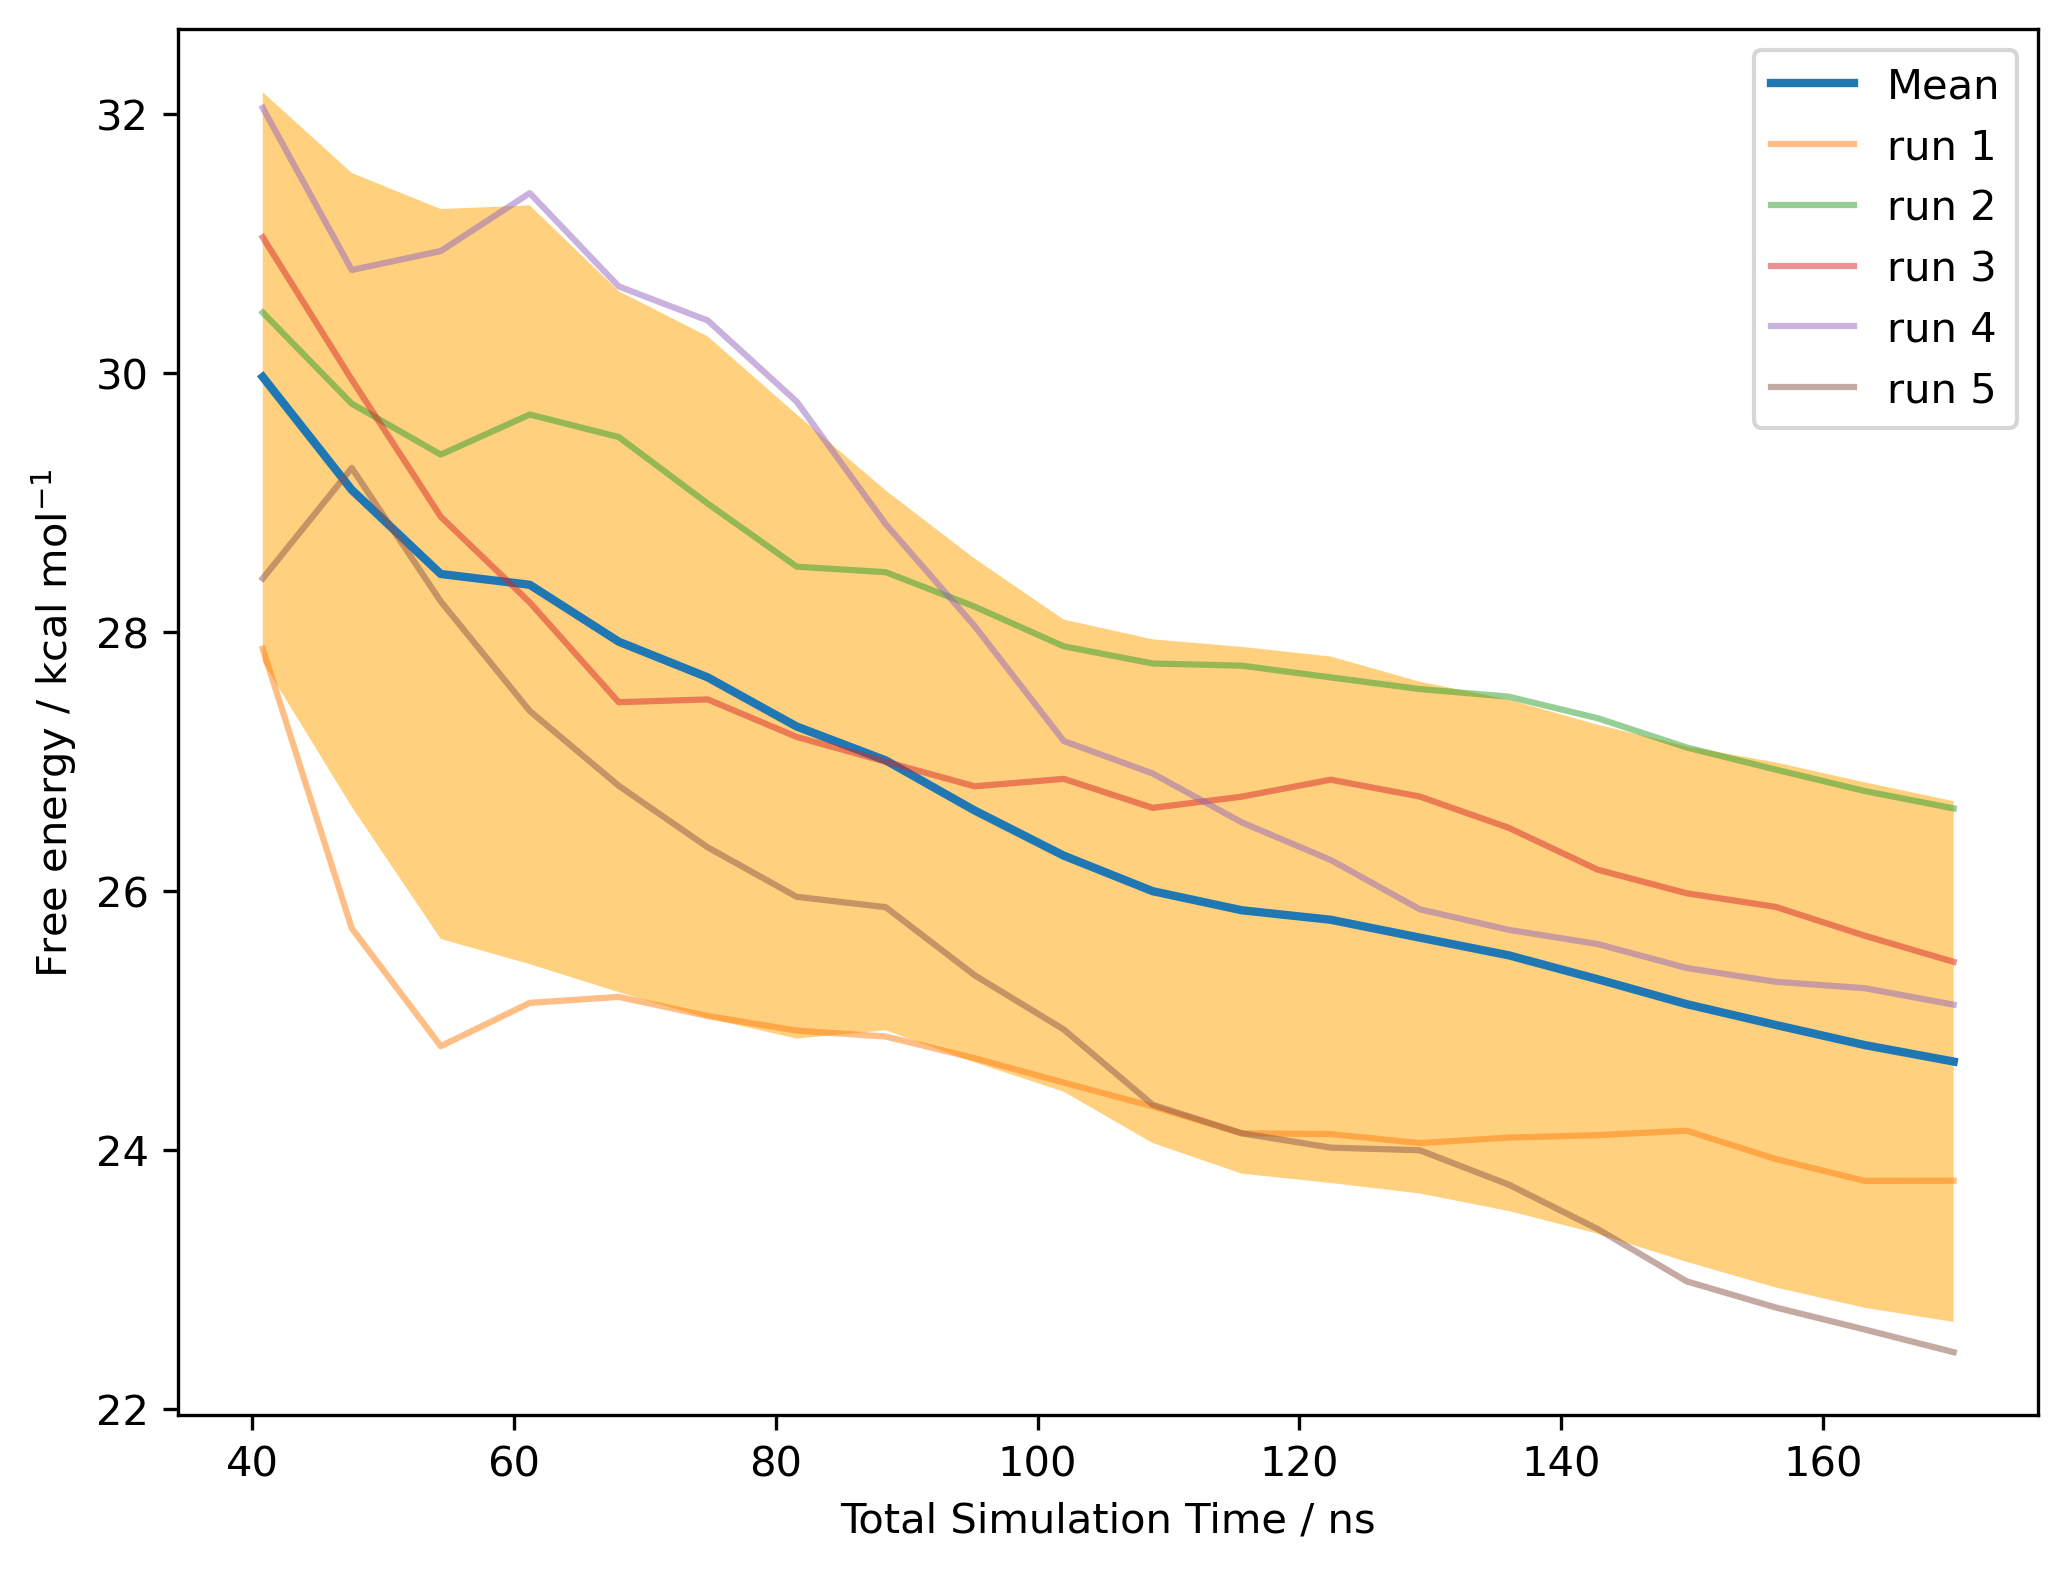 Mean
run 1
run 2
run 3
run 4
run 5
32
30
28
26
24
22
Free energy / kcal mol⁻¹
40 60 80 100 120 140 160
Total Simulation Time / ns